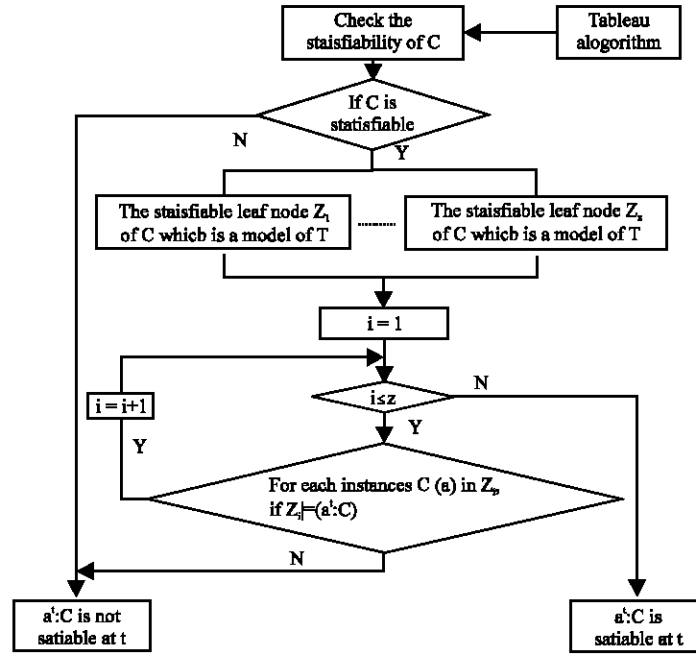 Check the
staisfiability of C
Tableau
alogorithm
If C is
statisfiable
N
Y
The staisfiable leaf node Z₁
of C which is a model of T
The staisfiable leaf node Zₛ
of C which is a model of T
i = 1
i = i+1
i≤z
N
Y
Y
For each instances C (a) in Zᵢ,
if Zᵢ|=(aᵗ:C)
N
aᵗ:C is not
satiable at t
aᵗ:C is
satiable at t